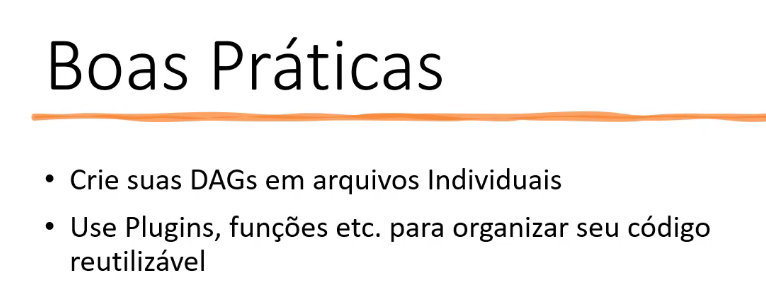 Boas Práticas
• Crie suas DAGs em arquivos Individuais
• Use Plugins, funções etc. para organizar seu código
reutilizável